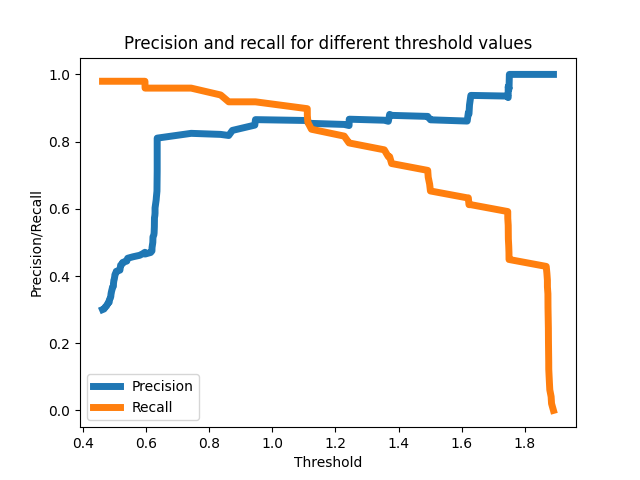 Precision and recall for different threshold values
Precision/Recall
1.0
0.8
0.6
0.4
0.2
0.0
Precision
Recall
0.4 0.6 0.8 1.0 1.2 1.4 1.6 1.8
Threshold